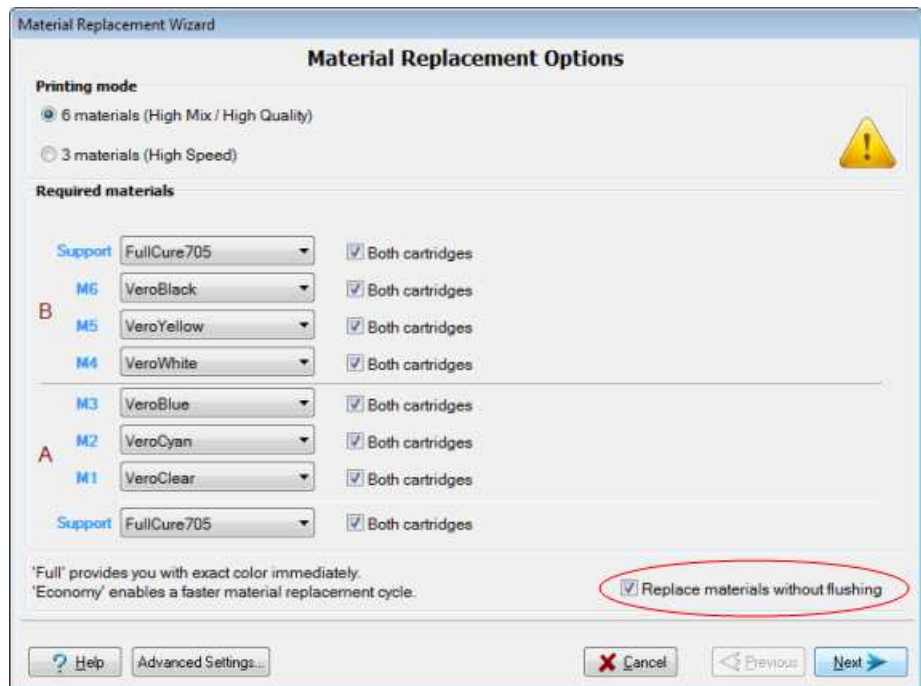 Material Replacement Wizard
Material Replacement Options
Printing mode
6 materials (High Mix / High Quality)
3 materials (High Speed)
Required materials
Support FullCure705 Both cartridges
M6 VeroBlack Both cartridges
B
M5 VeroYellow Both cartridges
M4 VeroWhite Both cartridges
M3 VeroBlue Both cartridges
M2 VeroCyan Both cartridges
A
M1 VeroClear Both cartridges
Support FullCure705 Both cartridges
'Full' provides you with exact color immediately.
'Economy' enables a faster material replacement cycle.
Replace materials without flushing
Help Advanced Settings... Cancel Previous Next